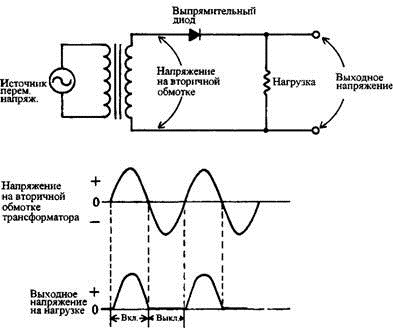 Выпрямительный
диод
Источник
перем.
напряж.
Напряжение
на вторичной
обмотке
Нагрузка
Выходное
напряжение
Напряжение
на вторичной
обмотке
трансформатора
+
0
−
Выходное
напряжение
на нагрузке
+
0
Вкл.
Выкл.